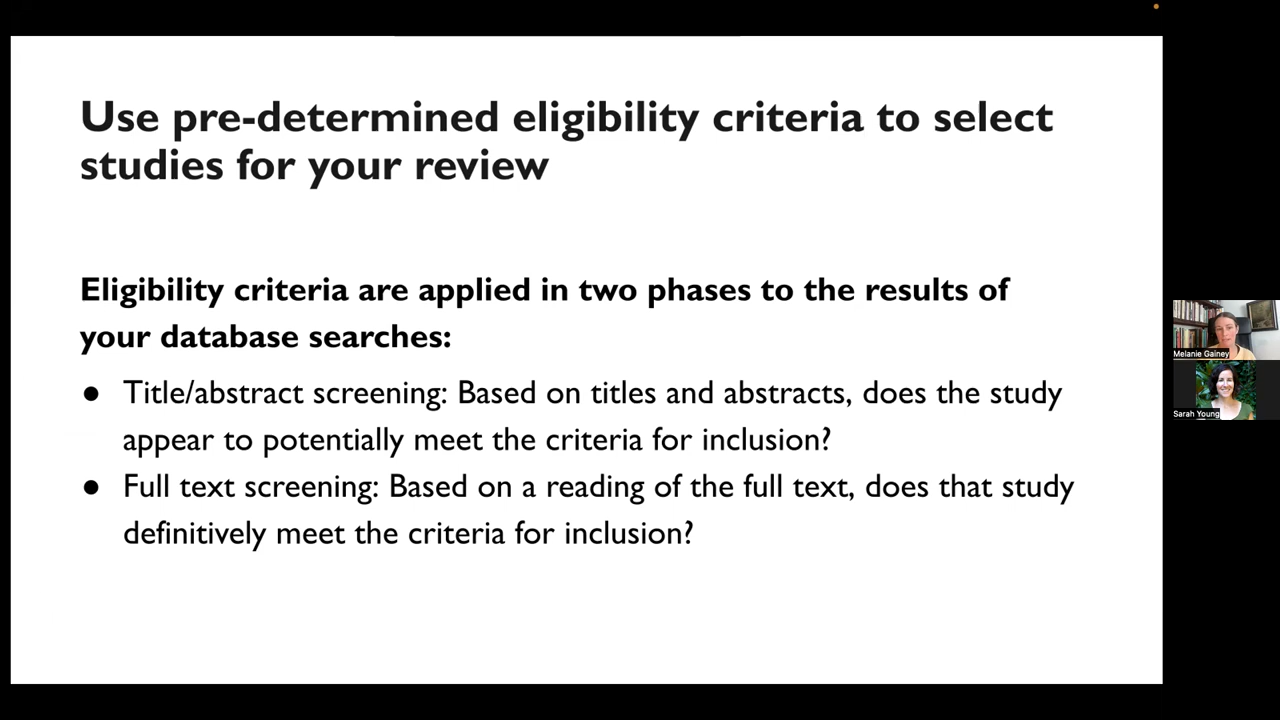 Use pre-determined eligibility criteria to select
studies for your review
Eligibility criteria are applied in two phases to the results of
your database searches:
● Title/abstract screening: Based on titles and abstracts, does the study
appear to potentially meet the criteria for inclusion?
● Full text screening: Based on a reading of the full text, does that study
definitively meet the criteria for inclusion?
Melanie Gainey
Sarah Young